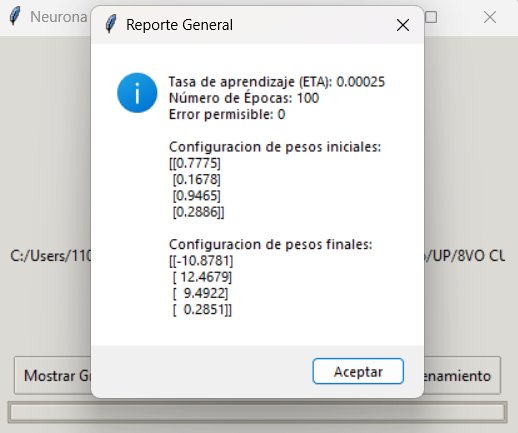 Neurona
Reporte General
Tasa de aprendizaje (ETA): 0.00025
Número de Épocas: 100
Error permisible: 0
Configuracion de pesos iniciales:
[[0.7775]
[0.1678]
[0.9465]
[0.2886]]
Configuracion de pesos finales:
[[-10.8781]
[ 12.4679]
[  9.4922]
[  0.2851]]
C:/Users/110
/UP/8VO CU
Mostrar
Aceptar